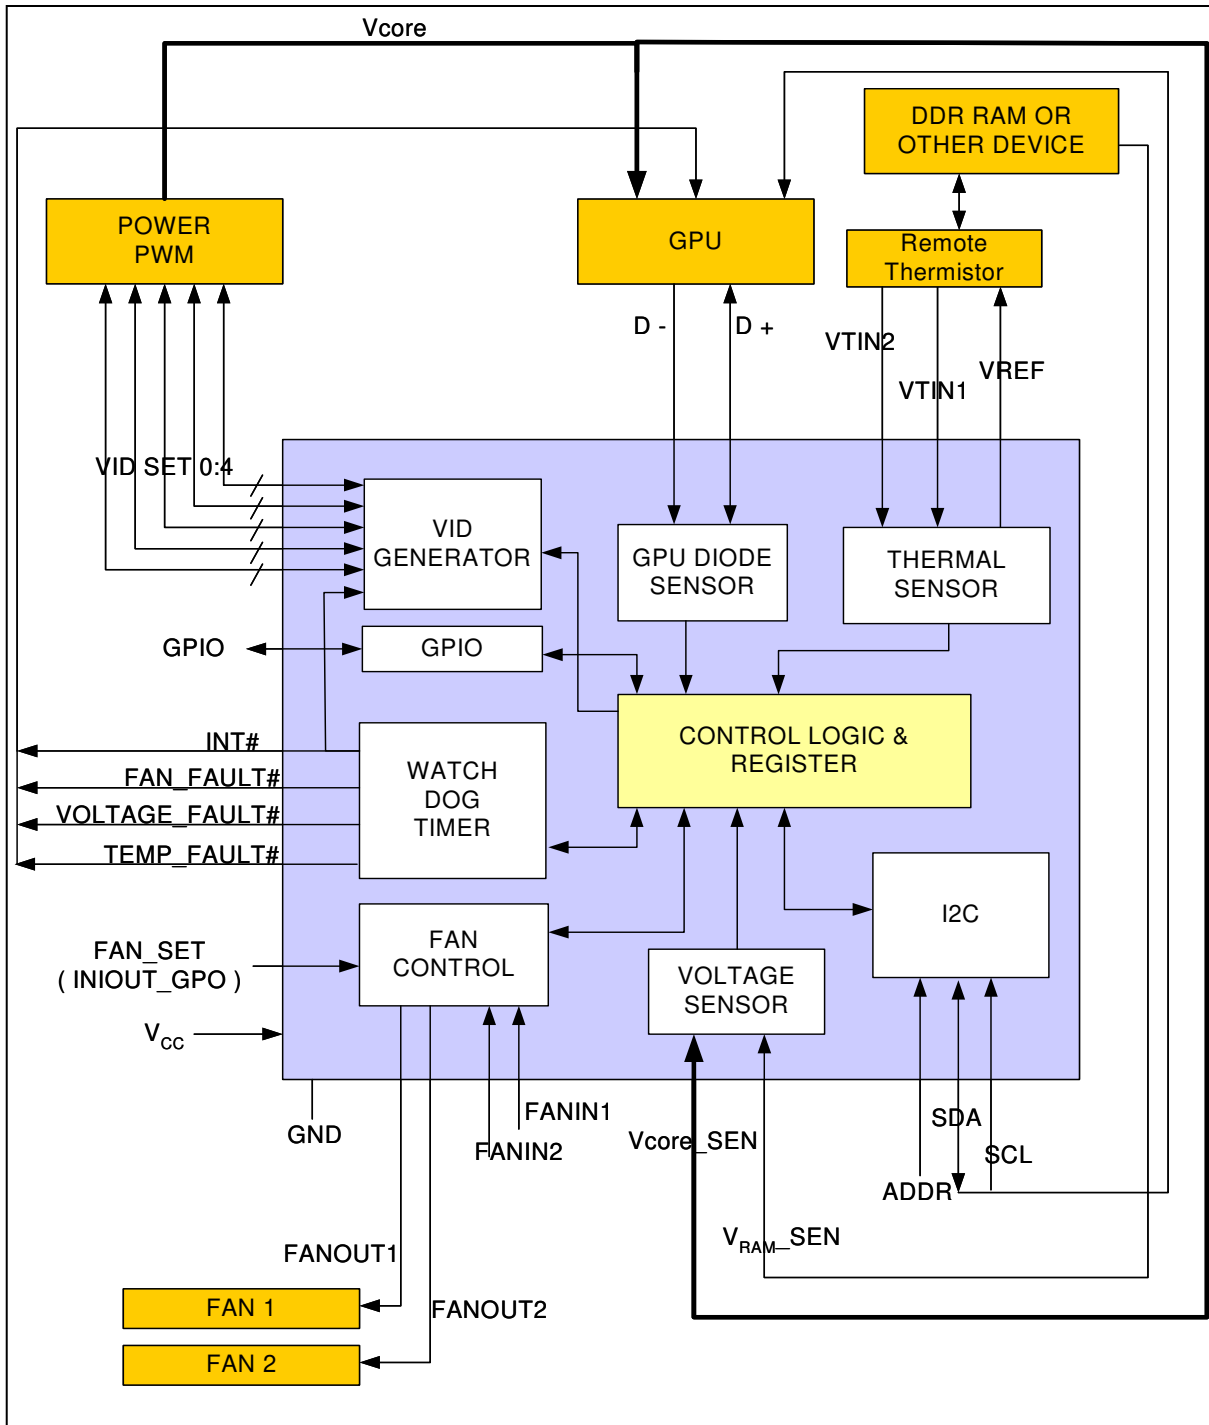 Vcore
DDR RAM OR
OTHER DEVICE
POWER
PWM
GPU
Remote
Thermistor
D -
D +
VTIN2
VTIN1
VREF
VID SET 0:4
VID
GENERATOR
GPU DIODE
SENSOR
THERMAL
SENSOR
GPIO
GPIO
CONTROL LOGIC &
REGISTER
INT#
FAN_FAULT#
VOLTAGE_FAULT#
TEMP_FAULT#
WATCH
DOG
TIMER
I2C
FAN_SET
( INIOUT_GPO )
FAN
CONTROL
VOLTAGE
SENSOR
VCC
GND
FANIN1
FANIN2
Vcore_SEN
SDA
SCL
ADDR
VRAM_SEN
FANOUT1
FANOUT2
FAN 1
FAN 2